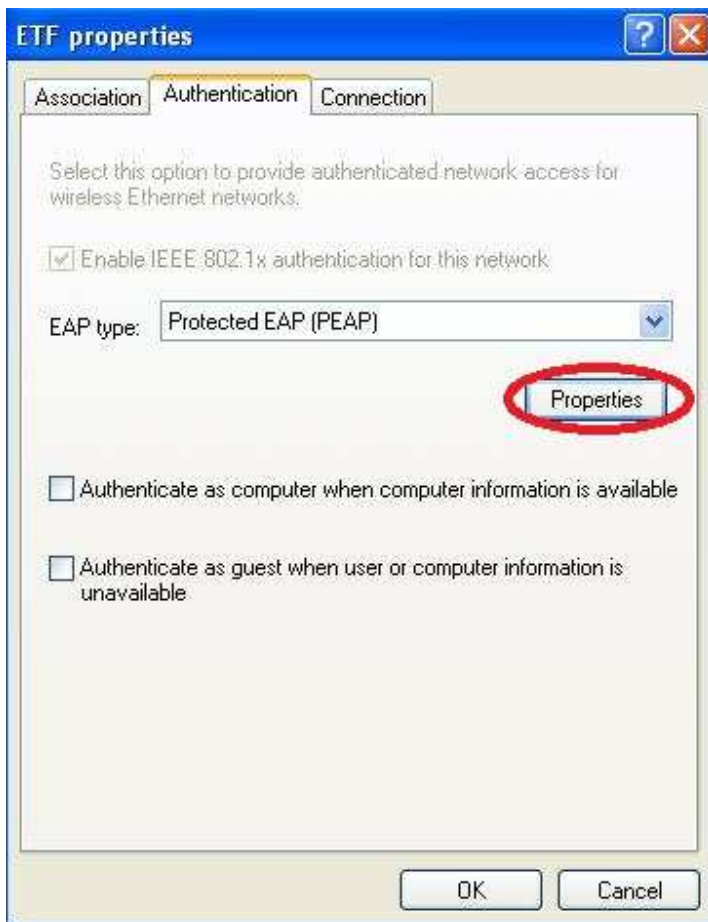 ETF properties
Association Authentication Connection
Select this option to provide authenticated network access for
wireless Ethernet networks.
Enable IEEE 802.1x authentication for this network
EAP type: Protected EAP (PEAP)
Properties
Authenticate as computer when computer information is available
Authenticate as guest when user or computer information is
unavailable
OK Cancel